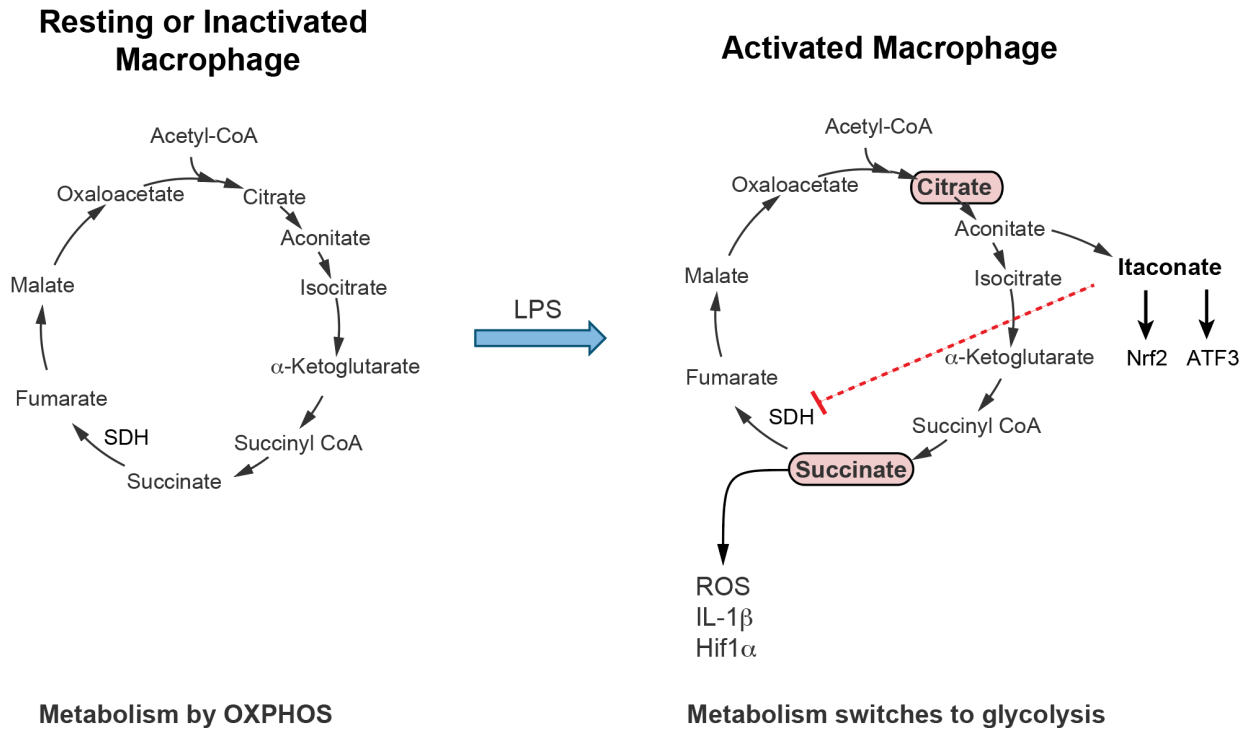 Resting or Inactivated
Macrophage
Acetyl-CoA
Oxaloacetate
Citrate
Aconitate
Isocitrate
α-Ketoglutarate
Succinyl CoA
Succinate
SDH
Fumarate
Malate
Metabolism by OXPHOS
LPS
Activated Macrophage
Acetyl-CoA
Oxaloacetate
Citrate
Aconitate
Itaconate
Nrf2
ATF3
Isocitrate
α-Ketoglutarate
Succinyl CoA
Succinate
SDH
Fumarate
Malate
ROS
IL-1β
Hif1α
Metabolism switches to glycolysis